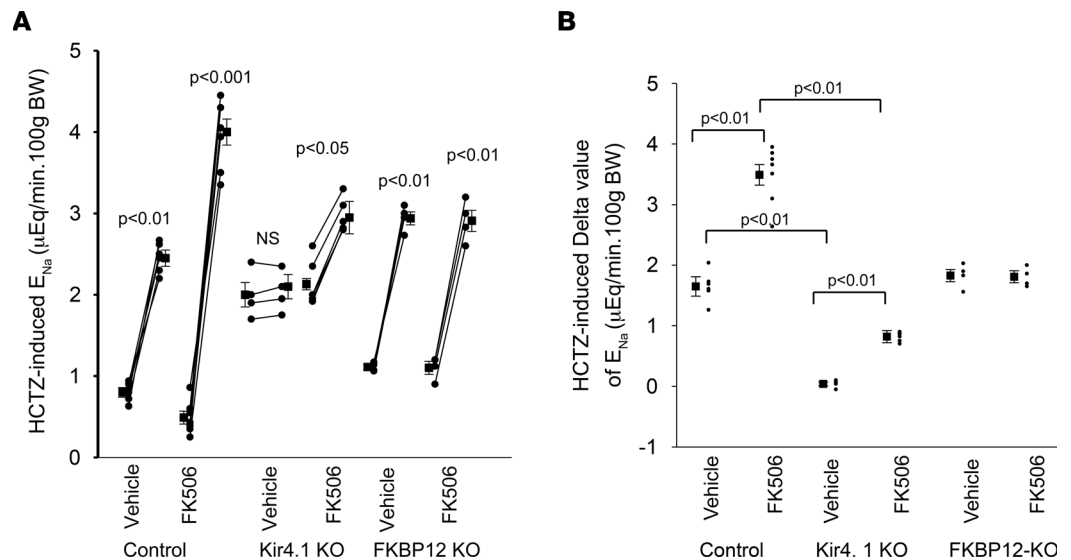 A
HCTZ-induced E_Na (µEq/min.100g BW)
5
4
3
2
1
0
p<0.01
p<0.001
NS
p<0.05
p<0.01
p<0.01
Vehicle
FK506
Vehicle
FK506
Vehicle
FK506
Control
Kir4.1 KO
FKBP12 KO
B
HCTZ-induced Delta value
of E_Na (µEq/min.100g BW)
5
4
3
2
1
0
-1
p<0.01
p<0.01
p<0.01
p<0.01
Vehicle
FK506
Vehicle
FK506
Vehicle
FK506
Control
Kir4. 1 KO
FKBP12-KO